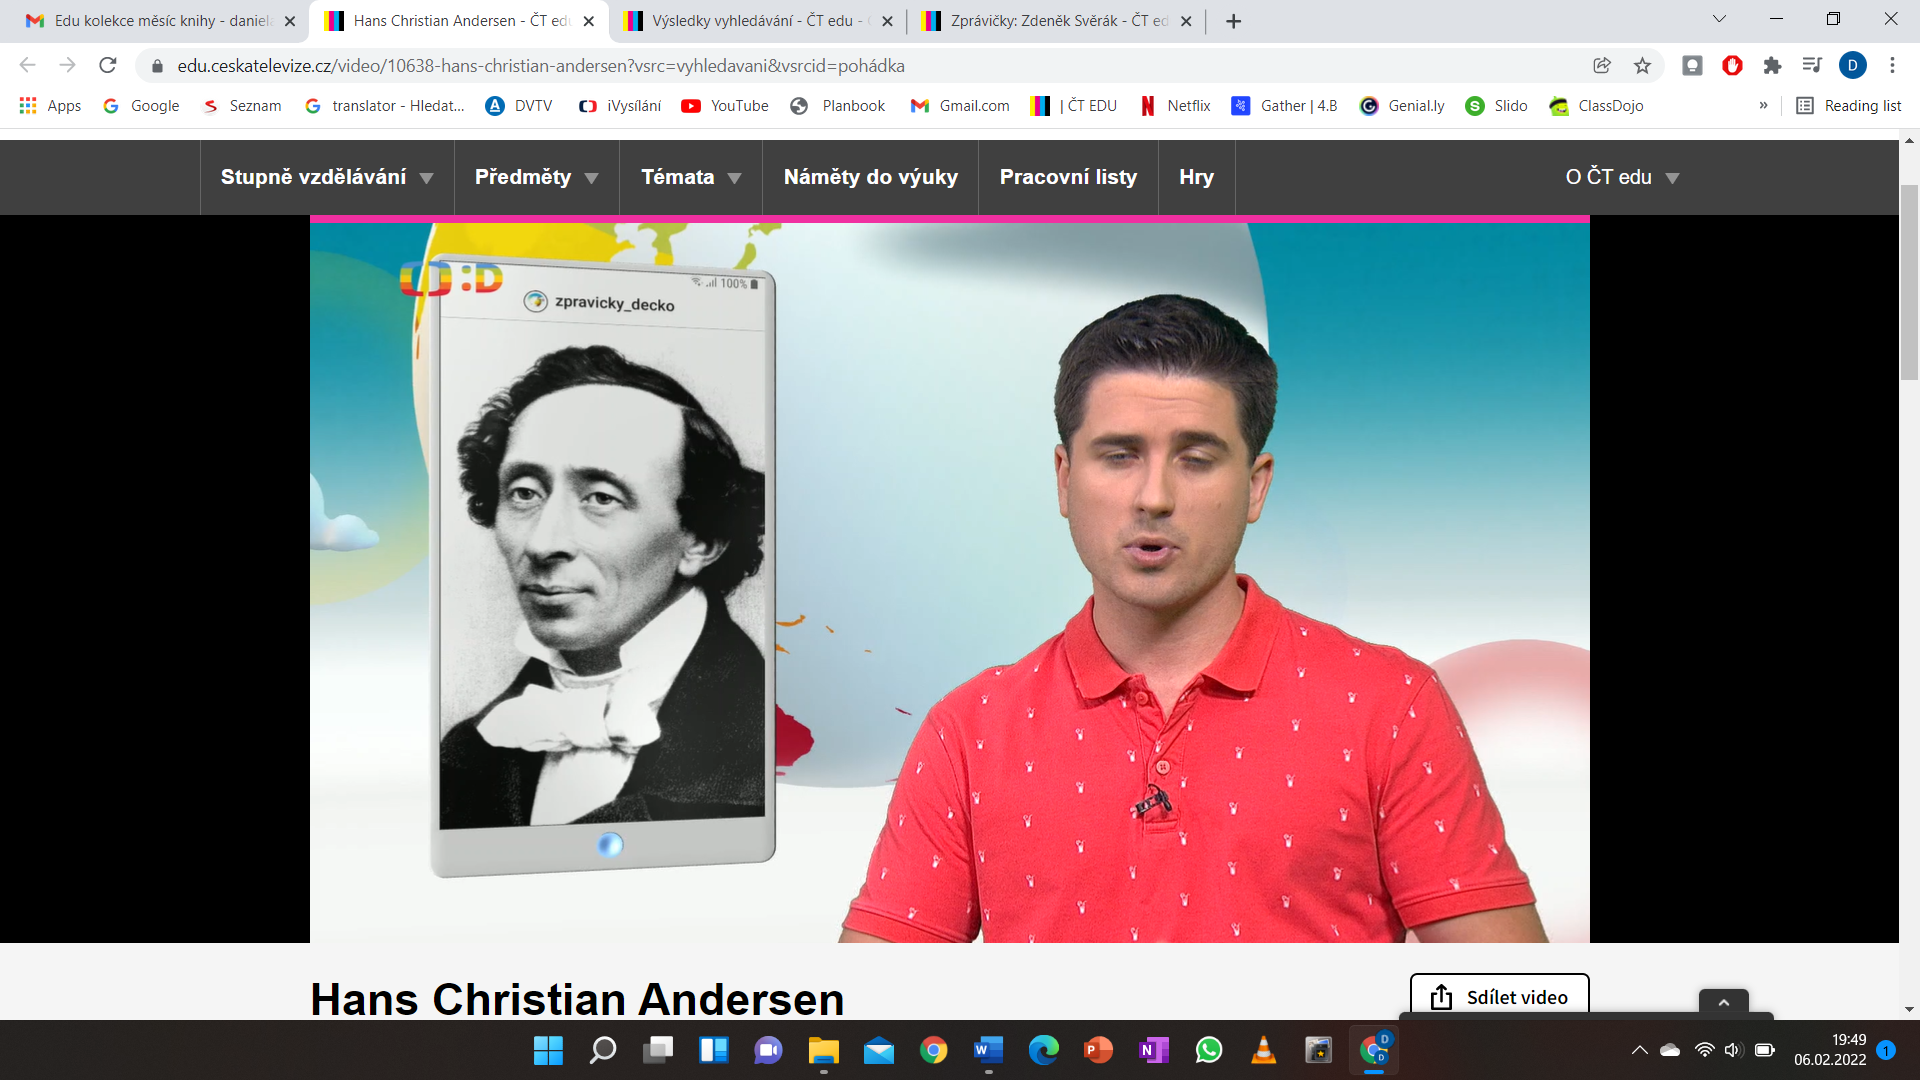 Edu kolekce měsíc knihy - daniela
Hans Christian Andersen - ČT edu
Výsledky vyhledávání - ČT edu -
Zprávičky: Zdeněk Svěrák - ČT ed
edu.ceskatelevize.cz/video/10638-hans-christian-andersen?vsrc=vyhledavani&vsrcid=pohádka
D
Apps Google Seznam translator - Hledat... DVTV iVysílání YouTube Planbook Gmail.com | ČT EDU Netflix Gather | 4.B Genial.ly Slido ClassDojo » Reading list
Stupně vzdělávání Předměty Témata Náměty do výuky Pracovní listy Hry O ČT edu
:D
100%
zpravicky_decko
Hans Christian Andersen
Sdílet video
19:49
06.02.2022
1